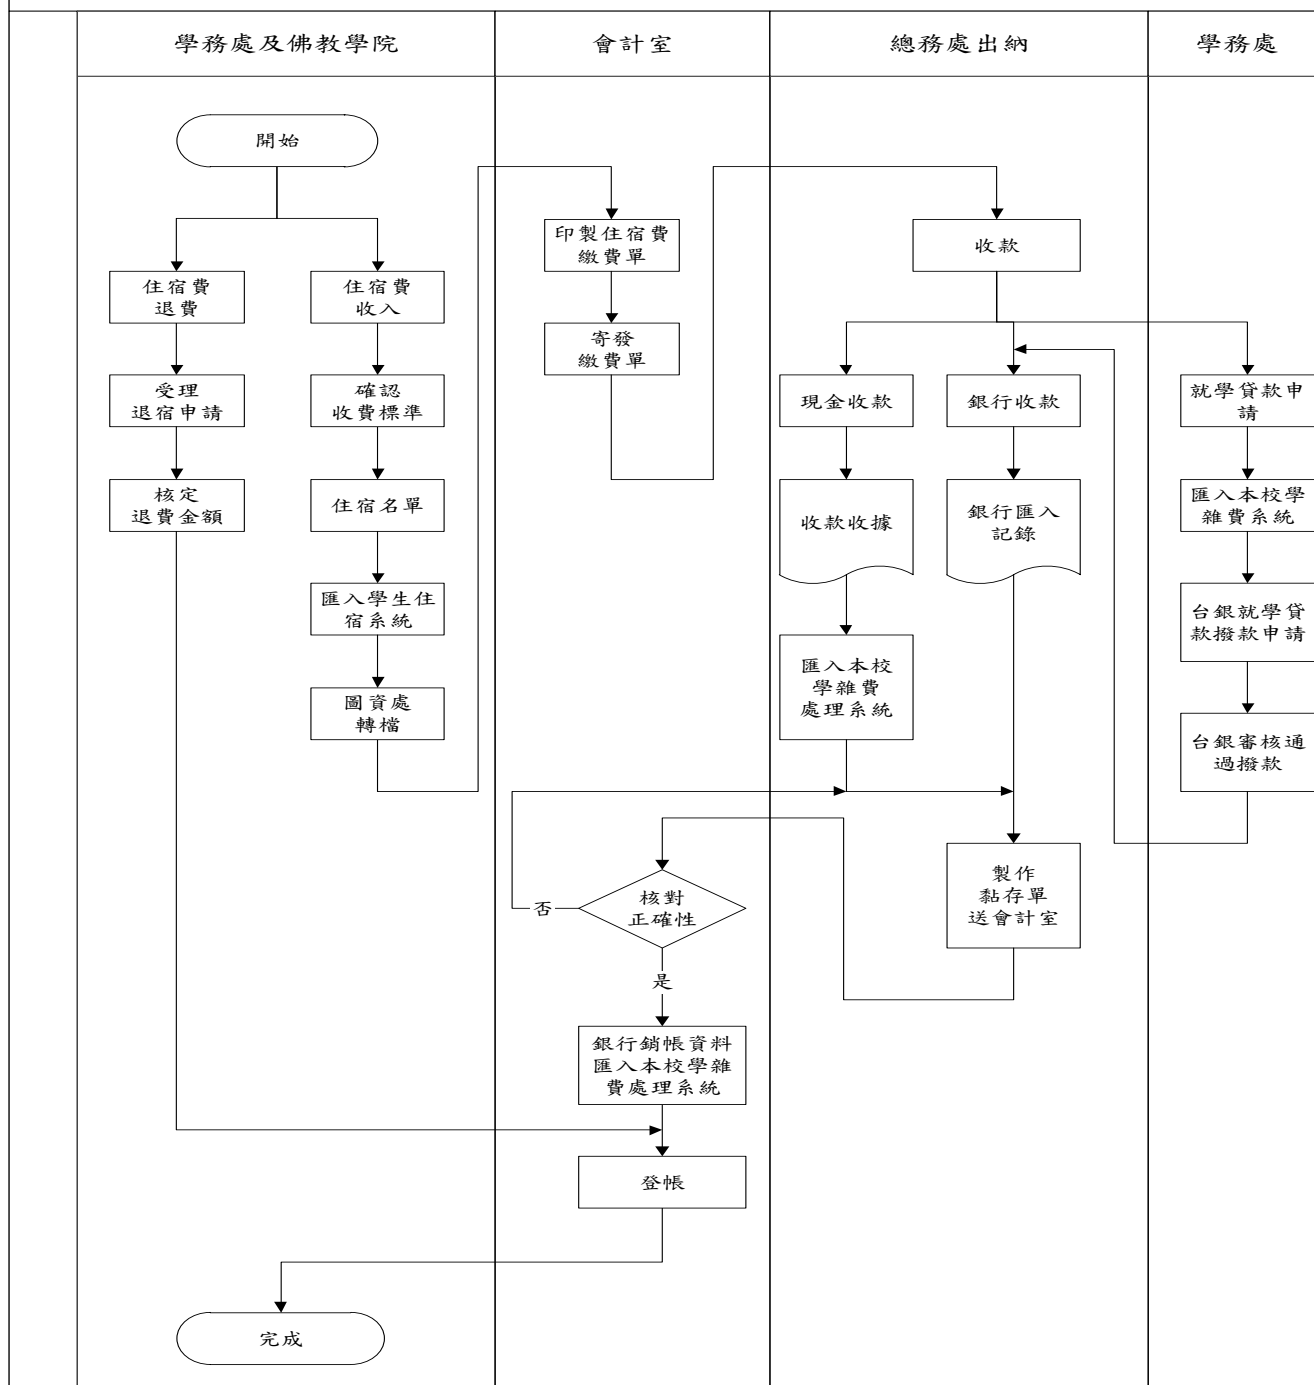 學務處及佛教學院
會計室
總務處出納
學務處
開始
住宿費
退費
受理
退宿申請
核定
退費金額
住宿費
收入
確認
收費標準
住宿名單
匯入學生住
宿系統
圖資處
轉檔
印製住宿費
繳費單
寄發
繳費單
收款
現金收款
收款收據
匯入本校
學雜費
處理系統
銀行收款
銀行匯入
記錄
就學貸款申
請
匯入本校學
雜費系統
台銀就學貸
款撥款申請
台銀審核通
過撥款
製作
黏存單
送會計室
核對
正確性
否
是
銀行銷帳資料
匯入本校學雜
費處理系統
登帳
完成